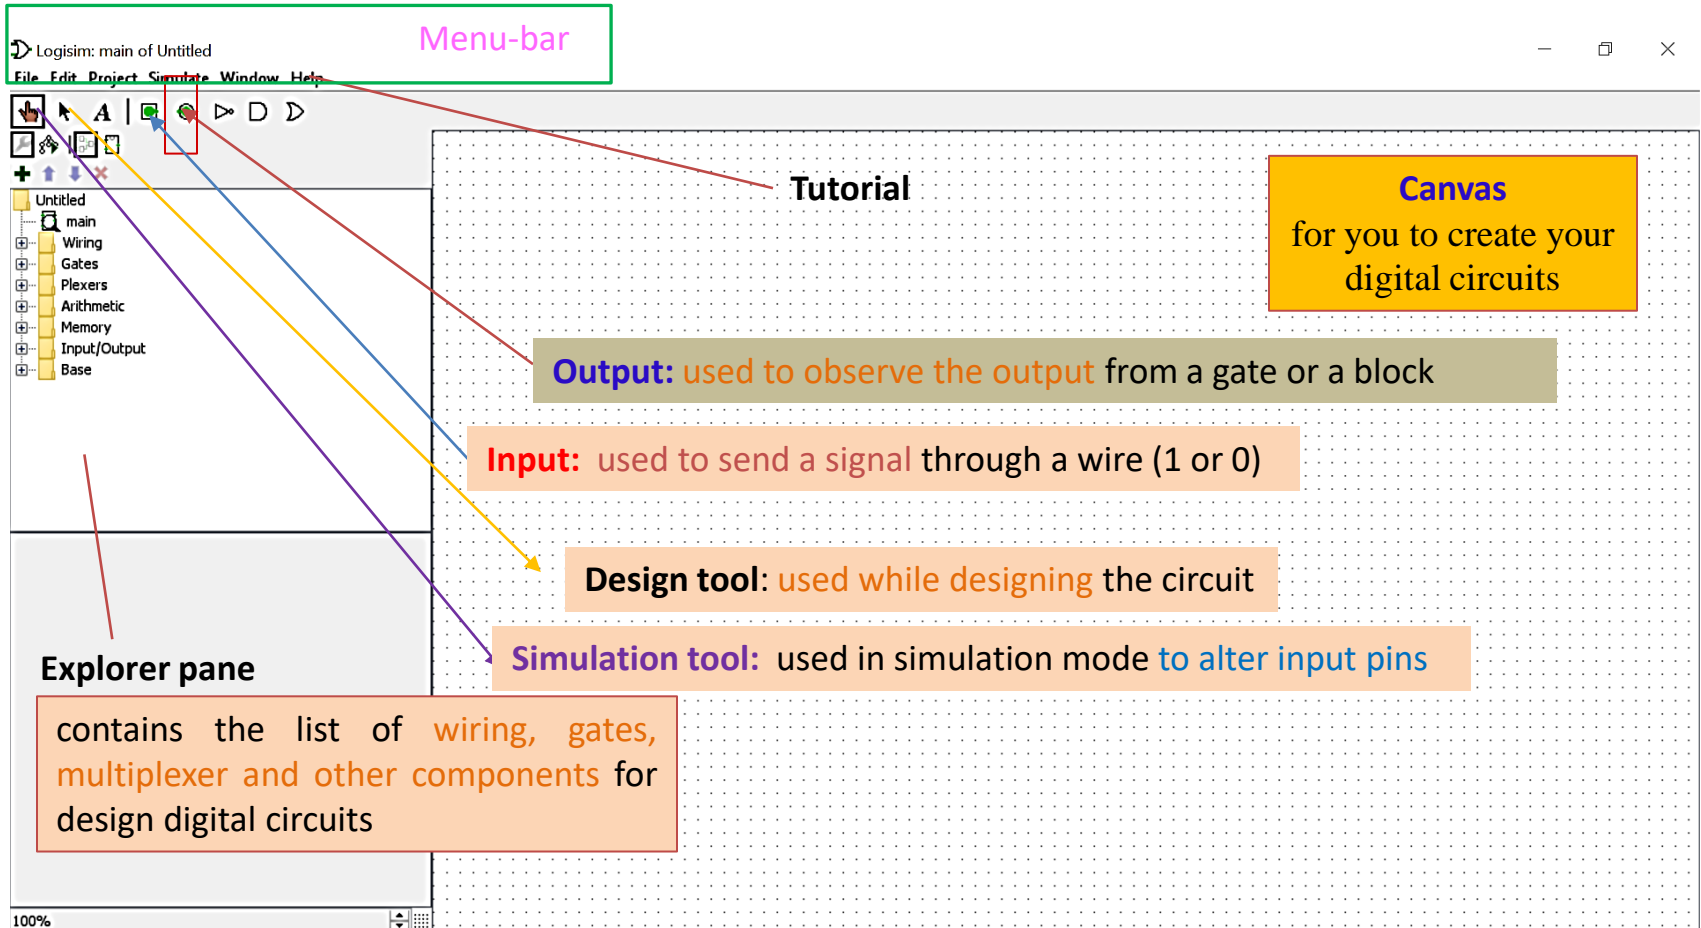 Menu-bar
Logisim: main of Untitled
File Edit Project Simulate Window Help
A
Untitled
main
Wiring
Gates
Plexers
Arithmetic
Memory
Input/Output
Base
Tutorial
Canvas
for you to create your
digital circuits
Output: used to observe the output from a gate or a block
Input: used to send a signal through a wire (1 or 0)
Design tool: used while designing the circuit
Simulation tool: used in simulation mode to alter input pins
Explorer pane
contains the list of wiring, gates,
multiplexer and other components for
design digital circuits
100%